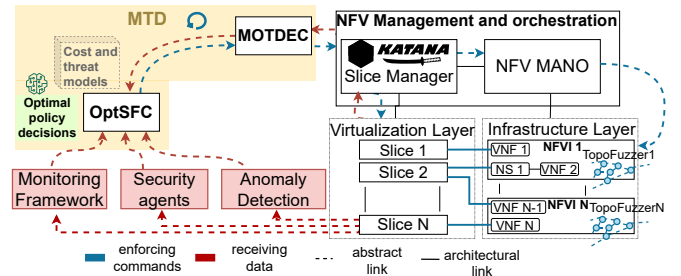 MTD
MOTDEC
NFV Management and orchestration
Cost and
threat
models
KATANA
Slice Manager
NFV MANO
Optimal
policy
decisions
OptSFC
Virtualization Layer
Infrastructure Layer
Slice 1
VNF 1
NFVI 1
TopoFuzzer1
Slice 2
NS 1
VNF 2
Monitoring
Framework
Security
agents
Anomaly
Detection
VNF N-1
NFVI N
TopoFuzzerN
Slice N
VNF N
enforcing
commands
receiving
data
abstract
link
architectural
link